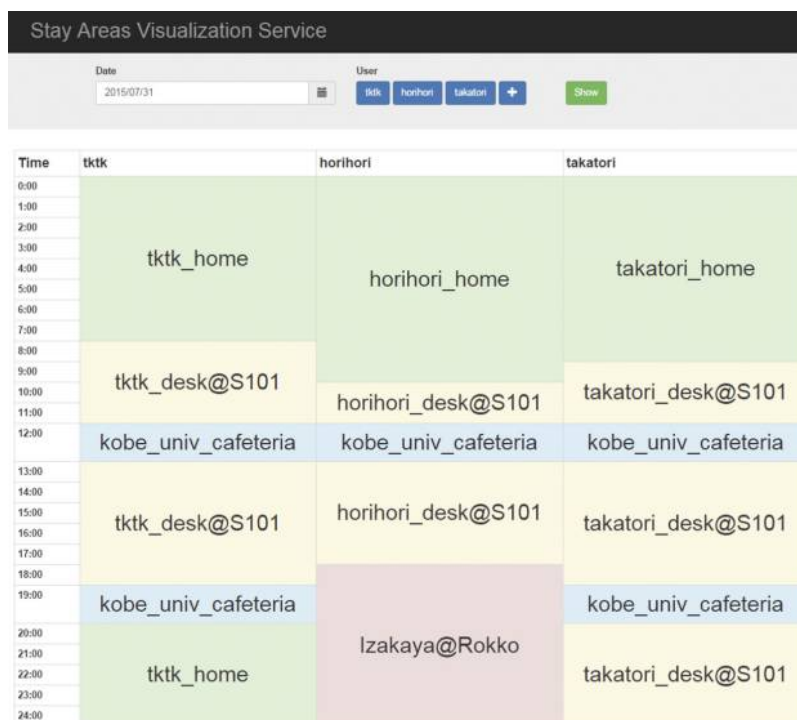 Stay Areas Visualization Service
Date
User
2015/07/31
tktk
horihori
takatori
+
Show
Time tktk horihori takatori
0:00
1:00
2:00
3:00
tktk_home
4:00
takatori_home
horihori_home
5:00
6:00
7:00
8:00
9:00
tktk_desk@S101
10:00
takatori_desk@S101
horihori_desk@S101
11:00
12:00
kobe_univ_cafeteria kobe_univ_cafeteria kobe_univ_cafeteria
13:00
14:00
15:00
horihori_desk@S101
tktk_desk@S101 takatori_desk@S101
16:00
17:00
18:00
19:00
kobe_univ_cafeteria kobe_univ_cafeteria
20:00
21:00
Izakaya@Rokko
22:00
tktk_home takatori_desk@S101
23:00
24:00